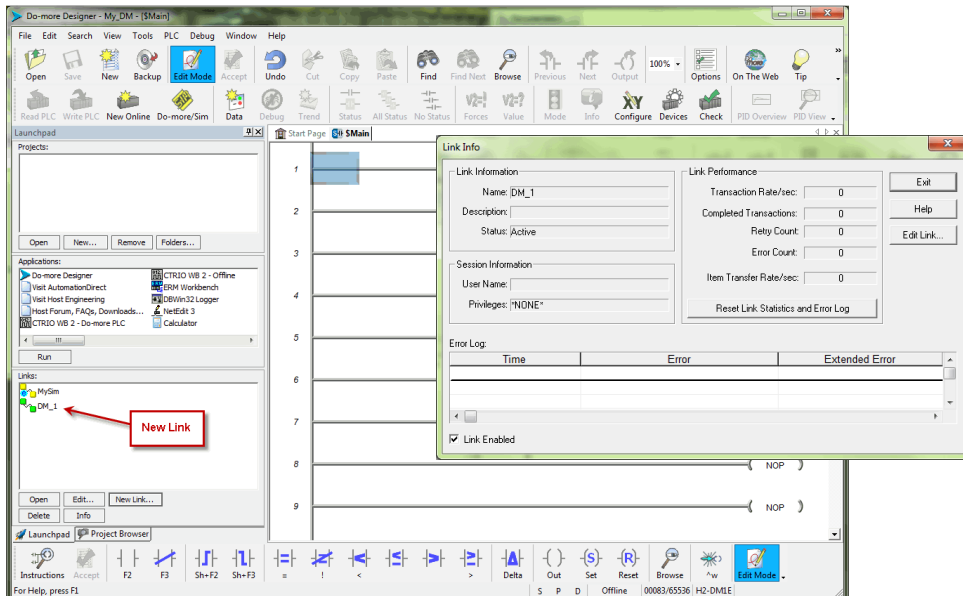 Do-more Designer - My_DM - [$Main]
File Edit Search View Tools PLC Debug Window Help
Open Save New Backup Edit Mode Accept Undo Cut Copy Paste Find Find Next Browse Previous Next Output 100% Options On The Web Tip
Read PLC Write PLC New Online Do-more/Sim Data Debug Trend Status All Status No Status Forces Value Mode Info Configure Devices Check PID Overview PID View
Launchpad
Start Page $Main
Projects:
Open New... Remove Folders...
Applications:
Do-more Designer CTRIO WB 2 - Offline
Visit AutomationDirect ERM Workbench
Visit Host Engineering DBWin32 Logger
Host Forum, FAQs, Downloads... NetEdit 3
CTRIO WB 2 - Do-more PLC Calculator
Run
Links:
MySim
DM_1
New Link
Open Edit... New Link...
Delete Info
Launchpad Project Browser
1
2
3
4
5
6
7
8 NOP
9 NOP
Link Info
Link Information
Name: DM_1
Description:
Status: Active
Session Information
User Name:
Privileges: *NONE*
Link Performance
Transaction Rate/sec: 0
Completed Transactions: 0
Retry Count: 0
Error Count: 0
Item Transfer Rate/sec: 0
Reset Link Statistics and Error Log
Exit
Help
Edit Link...
Error Log:
Time Error Extended Error
Link Enabled
Instructions Accept F2 F3 Sh+F2 Sh+F3 = ! < > Delta Out Set Reset Browse ^w Edit Mode
For Help, press F1
S P D Offline 00083/65536 H2-DM1E